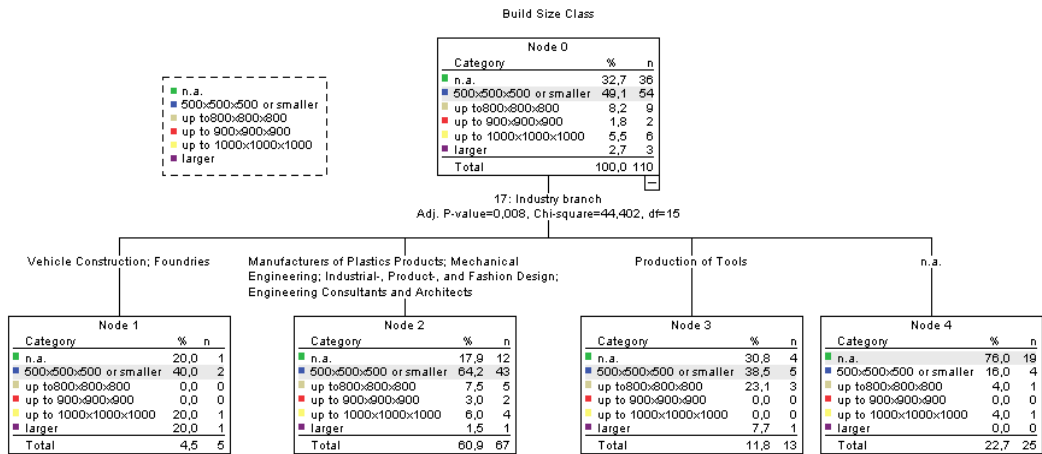 Build Size Class
n.a.
500x500x500 or smaller
up to800x800x800
up to 900x900x900
up to 1000x1000x1000
larger
Node 0
Category % n
n.a. 32,7 36
500x500x500 or smaller 49,1 54
up to800x800x800 8,2 9
up to 900x900x900 1,8 2
up to 1000x1000x1000 5,5 6
larger 2,7 3
Total 100,0 110
17: Industry branch
Adj. P-value=0,008, Chi-square=44,402, df=15
Vehicle Construction; Foundries
Manufacturers of Plastics Products; Mechanical
Engineering; Industrial-, Product-, and Fashion Design;
Engineering Consultants and Architects
Production of Tools
n.a.
Node 1
Category % n
n.a. 20,0 1
500x500x500 or smaller 40,0 2
up to800x800x800 0,0 0
up to 900x900x900 0,0 0
up to 1000x1000x1000 20,0 1
larger 20,0 1
Total 4,5 5
Node 2
Category % n
n.a. 17,9 12
500x500x500 or smaller 64,2 43
up to800x800x800 7,5 5
up to 900x900x900 3,0 2
up to 1000x1000x1000 6,0 4
larger 1,5 1
Total 60,9 67
Node 3
Category % n
n.a. 30,8 4
500x500x500 or smaller 38,5 5
up to800x800x800 23,1 3
up to 900x900x900 0,0 0
up to 1000x1000x1000 0,0 0
larger 7,7 1
Total 11,8 13
Node 4
Category % n
n.a. 76,0 19
500x500x500 or smaller 16,0 4
up to800x800x800 4,0 1
up to 900x900x900 0,0 0
up to 1000x1000x1000 4,0 1
larger 0,0 0
Total 22,7 25